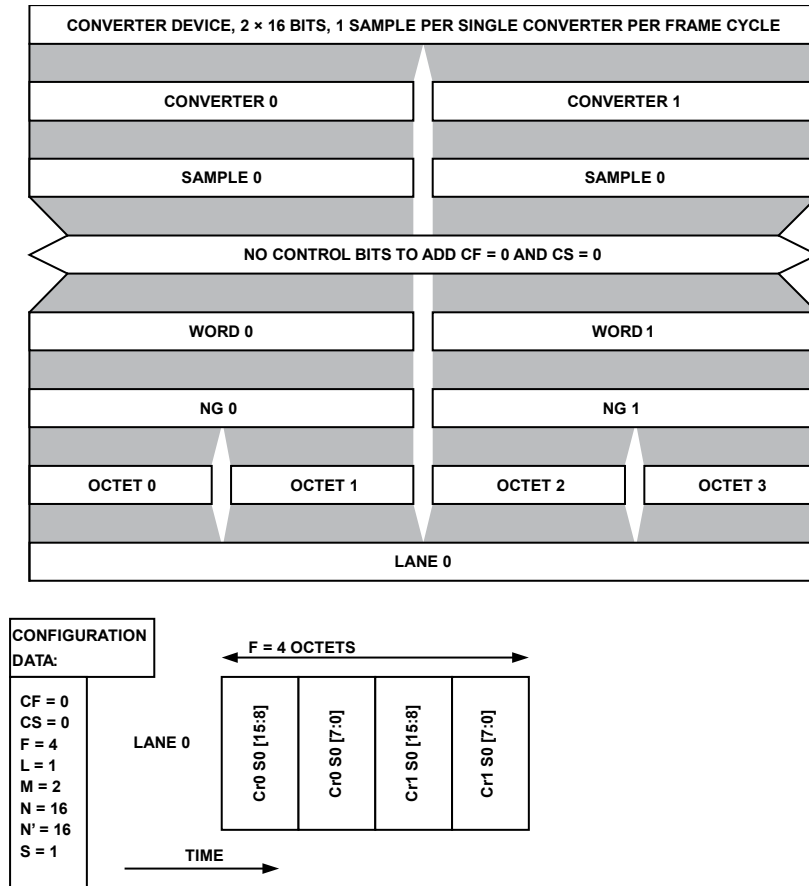 CONVERTER DEVICE, 2 × 16 BITS, 1 SAMPLE PER SINGLE CONVERTER PER FRAME CYCLE
CONVERTER 0
CONVERTER 1
SAMPLE 0
SAMPLE 0
NO CONTROL BITS TO ADD CF = 0 AND CS = 0
WORD 0
WORD 1
NG 0
NG 1
OCTET 0
OCTET 1
OCTET 2
OCTET 3
LANE 0
CONFIGURATION
DATA:
CF = 0
CS = 0
F = 4
L = 1
M = 2
N = 16
N' = 16
S = 1
F = 4 OCTETS
LANE 0
Cr0 S0 [15:8]
Cr0 S0 [7:0]
Cr1 S0 [15:8]
Cr1 S0 [7:0]
TIME